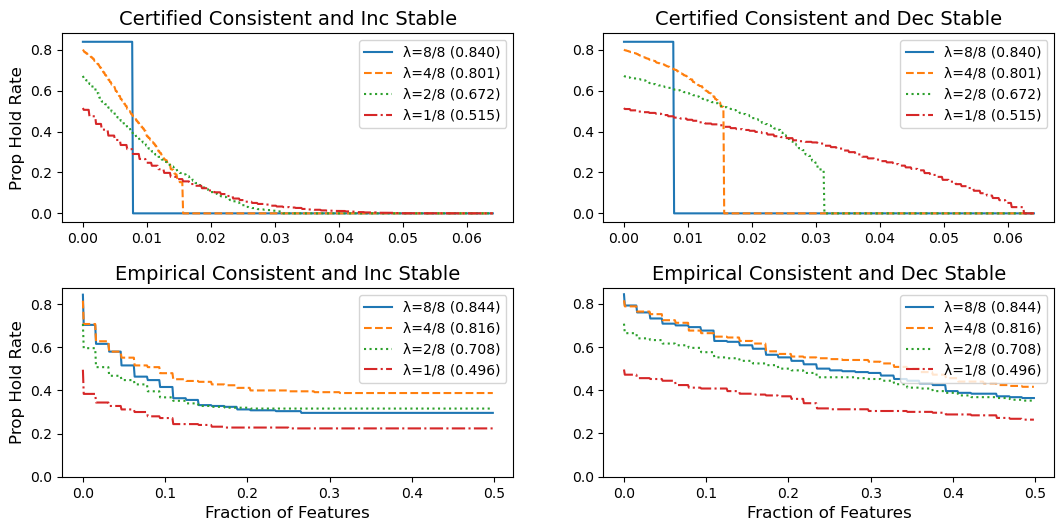 Certified Consistent and Inc Stable
Prop Hold Rate
0.8
0.6
0.4
0.2
0.0
0.00 0.01 0.02 0.03 0.04 0.05 0.06
λ=8/8 (0.840)
λ=4/8 (0.801)
λ=2/8 (0.672)
λ=1/8 (0.515)
Certified Consistent and Dec Stable
0.8
0.6
0.4
0.2
0.0
0.00 0.01 0.02 0.03 0.04 0.05 0.06
λ=8/8 (0.840)
λ=4/8 (0.801)
λ=2/8 (0.672)
λ=1/8 (0.515)
Empirical Consistent and Inc Stable
Prop Hold Rate
0.8
0.6
0.4
0.2
0.0
0.0 0.1 0.2 0.3 0.4 0.5
Fraction of Features
λ=8/8 (0.844)
λ=4/8 (0.816)
λ=2/8 (0.708)
λ=1/8 (0.496)
Empirical Consistent and Dec Stable
0.8
0.6
0.4
0.2
0.0
0.0 0.1 0.2 0.3 0.4 0.5
Fraction of Features
λ=8/8 (0.844)
λ=4/8 (0.816)
λ=2/8 (0.708)
λ=1/8 (0.496)